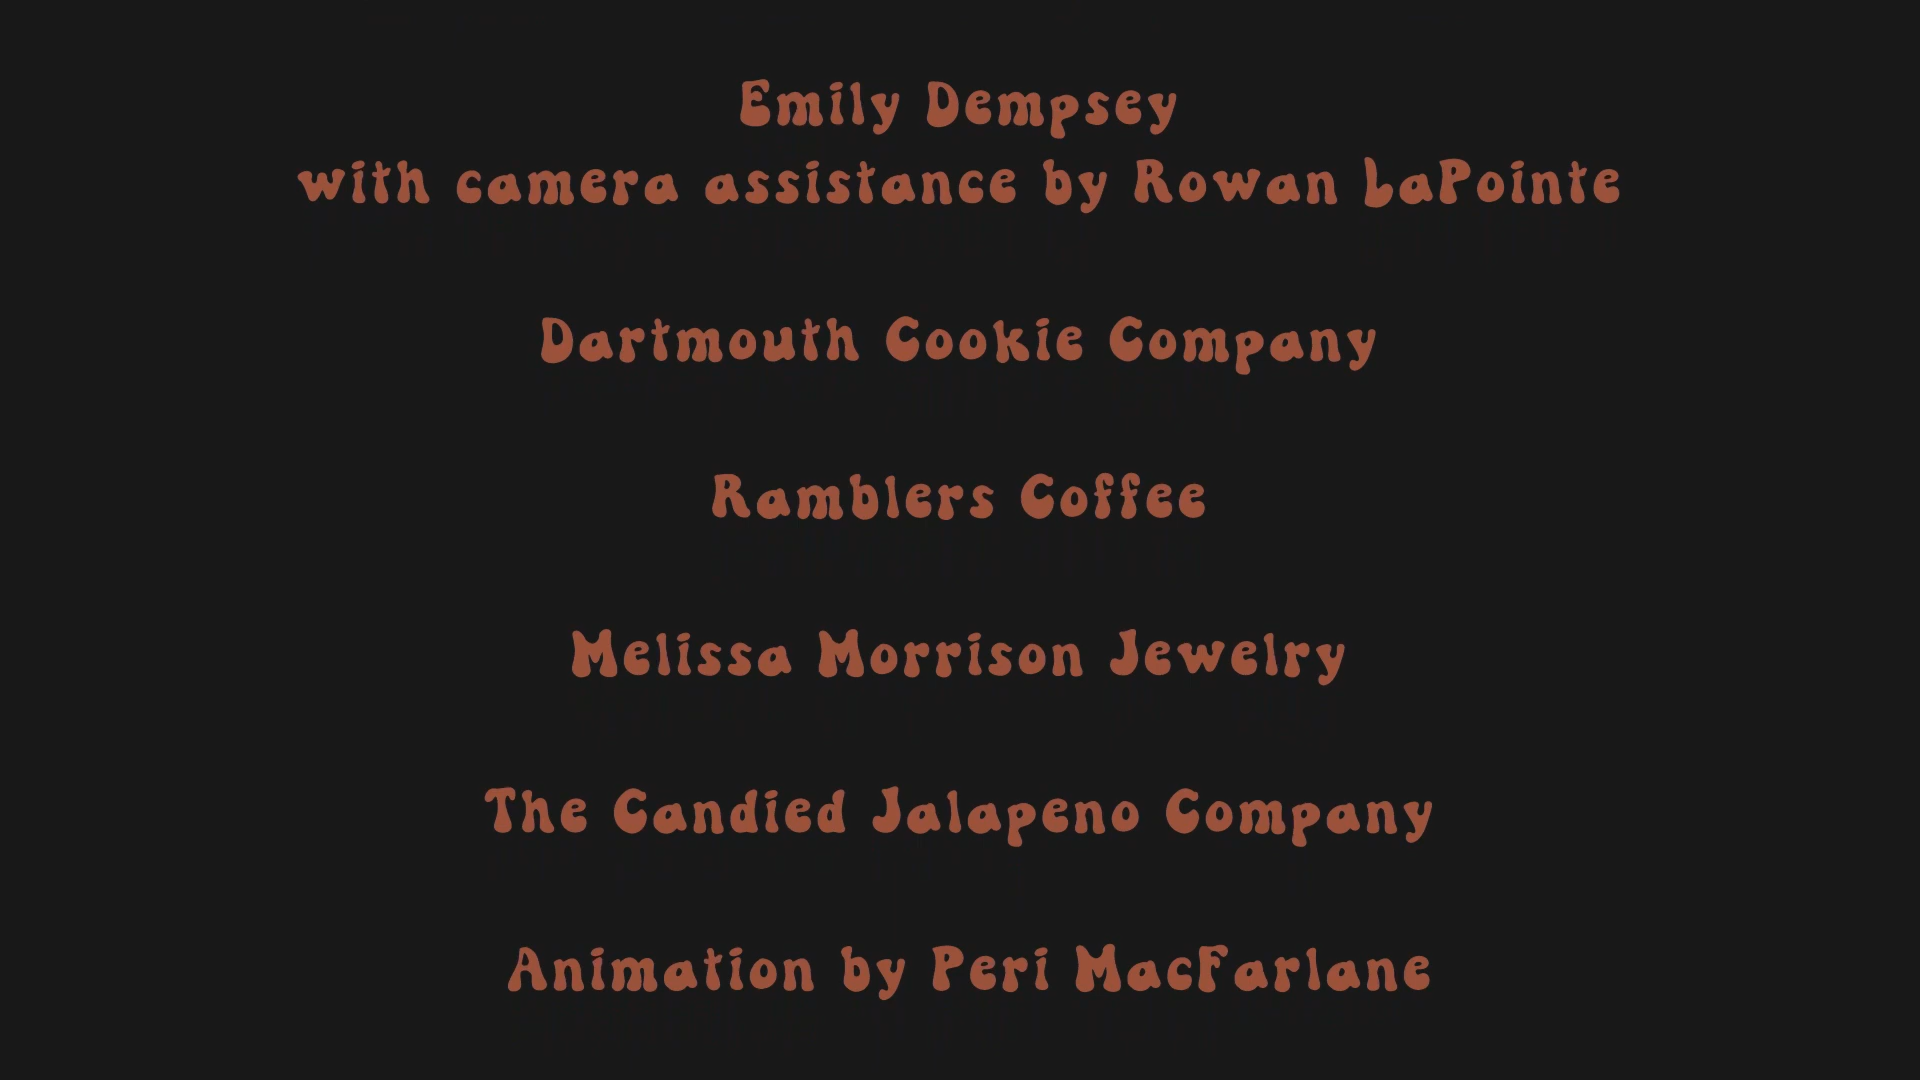 Emily Dempsey
with camera assistance by Rowan LaPointe
Dartmouth Cookie Company
Ramblers Coffee
Melissa Morrison Jewelry
The Candied Jalapeno Company
Animation by Peri MacFarlane